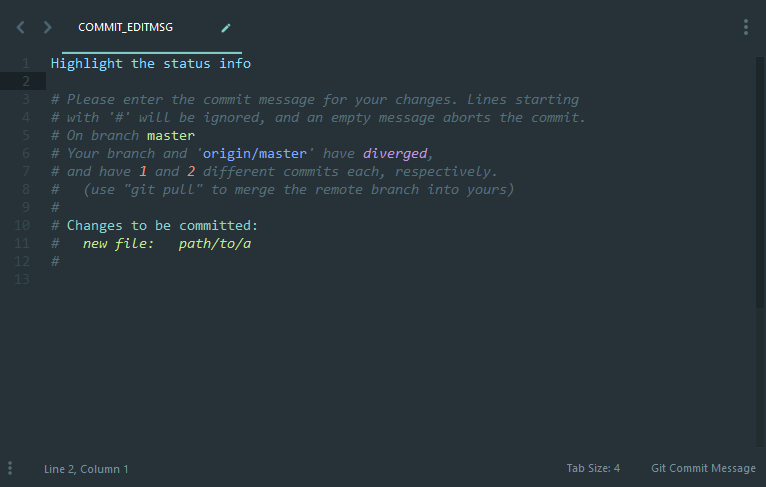 COMMIT_EDITMSG
1 Highlight the status info
2
3 # Please enter the commit message for your changes. Lines starting
4 # with '#' will be ignored, and an empty message aborts the commit.
5 # On branch master
6 # Your branch and 'origin/master' have diverged,
7 # and have 1 and 2 different commits each, respectively.
8 #   (use "git pull" to merge the remote branch into yours)
9 #
10 # Changes to be committed:
11 #   new file:   path/to/a
12 #
13
Line 2, Column 1 Tab Size: 4 Git Commit Message